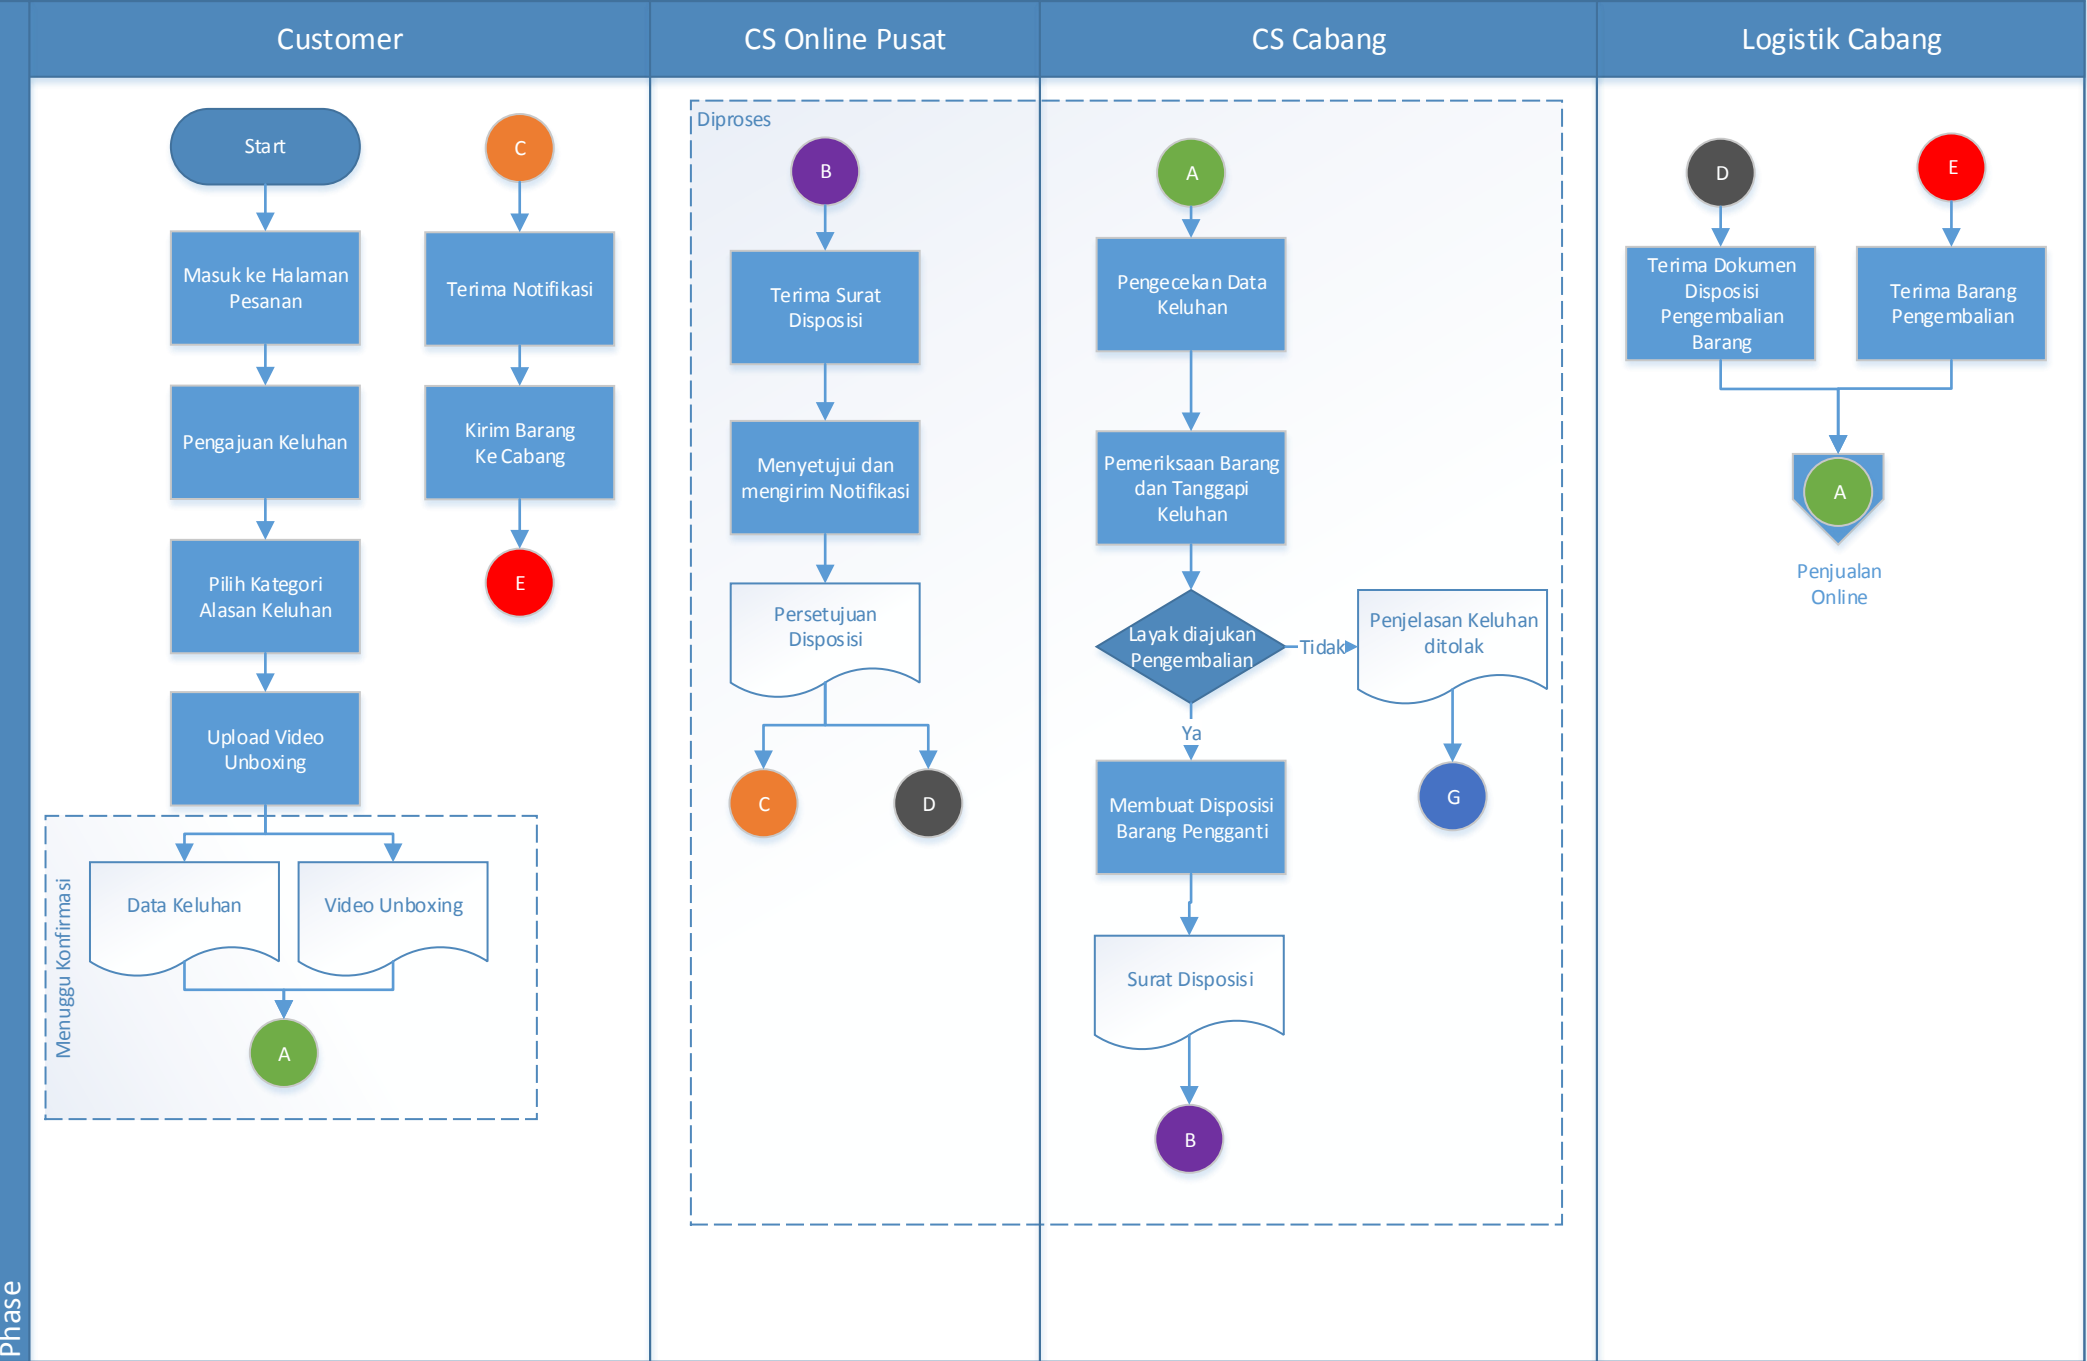 Customer
CS Online Pusat
CS Cabang
Logistik Cabang
Phase
Start
Masuk ke Halaman
Pesanan
Pengajuan Keluhan
Pilih Kategori
Alasan Keluhan
Upload Video
Unboxing
Menuggu Konfirmasi
Data Keluhan
Video Unboxing
A
C
Terima Notifikasi
Kirim Barang
Ke Cabang
E
Diproses
B
Terima Surat
Disposisi
Menyetujui dan
mengirim Notifikasi
Persetujuan
Disposisi
C
D
A
Pengecekan Data
Keluhan
Pemeriksaan Barang
dan Tanggapi
Keluhan
Layak diajukan
Pengembalian
Tidak
Penjelasan Keluhan
ditolak
G
Ya
Membuat Disposisi
Barang Pengganti
Surat Disposisi
B
D
Terima Dokumen
Disposisi
Pengembalian
Barang
E
Terima Barang
Pengembalian
A
Penjualan
Online